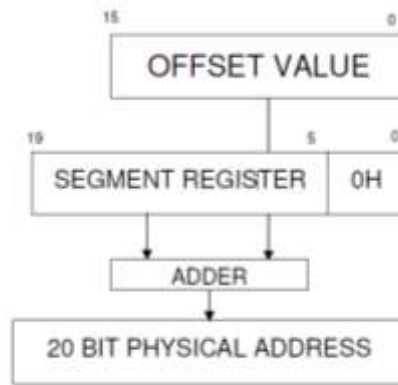 15 0
OFFSET VALUE
19 5 0
SEGMENT REGISTER 0H
ADDER
20 BIT PHYSICAL ADDRESS